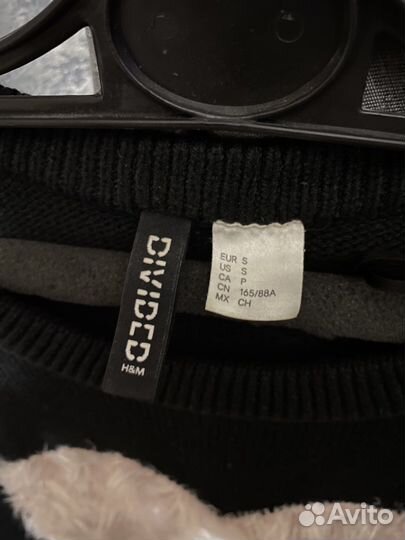 DIVIDED
H&M
EUR S
US S
CA P
CN 165/88A
MX CH
Avito